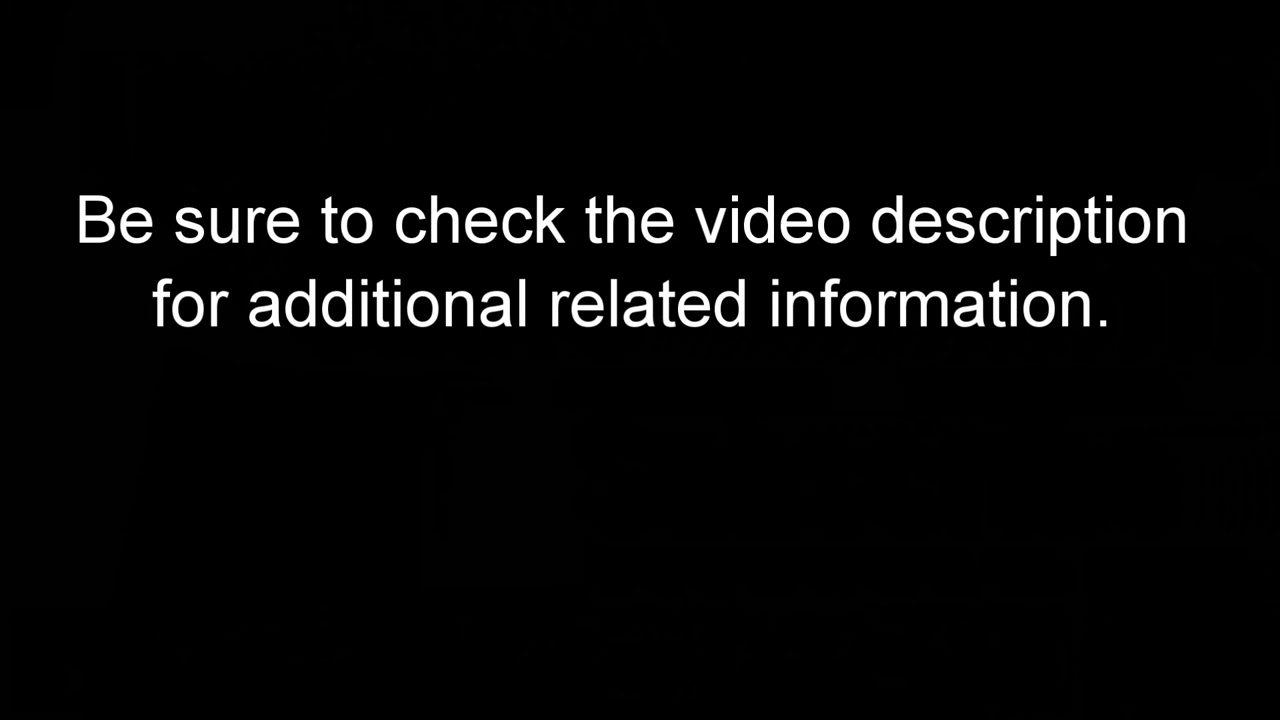 Be sure to check the video description
for additional related information.